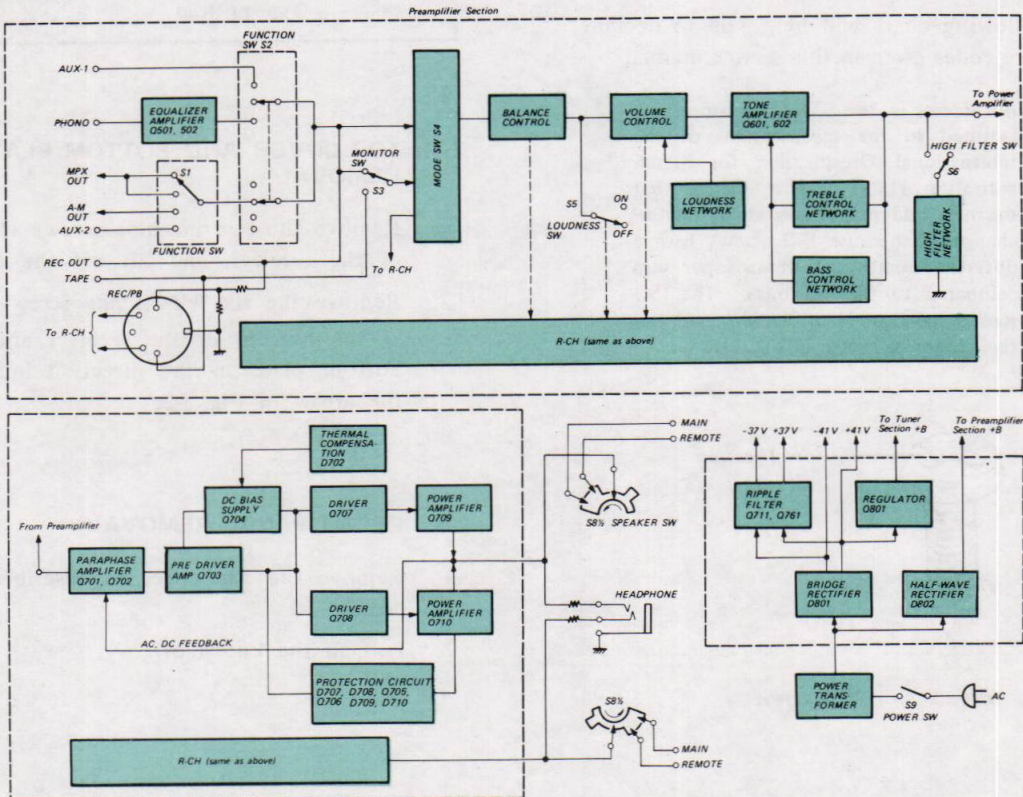 Preamplifier Section
FUNCTION
SW S2
AUX-1
EQUALIZER
AMPLIFIER
Q501, 502
PHONO
MPX
OUT
S1
A-M
OUT
AUX-2
FUNCTION SW
REC OUT
TAPE
REC/PB
To R-CH
MONITOR
SW
S3
To R-CH
MODE SW S4
BALANCE
CONTROL
VOLUME
CONTROL
TONE
AMPLIFIER
Q601, 602
To Power
Amplifier
HIGH FILTER SW
S6
S5
LOUDNESS
SW
ON
OFF
LOUDNESS
NETWORK
TREBLE
CONTROL
NETWORK
BASS
CONTROL
NETWORK
HIGH
FILTER
NETWORK
R-CH (same as above)
THERMAL
COMPENSA-
TION
D702
DC BIAS
SUPPLY
Q704
DRIVER
Q707
POWER
AMPLIFIER
Q709
From Preamplifier
PARAPHASE
AMPLIFIER
Q701, Q702
PRE DRIVER
AMP Q703
DRIVER
Q708
POWER
AMPLIFIER
Q710
AC, DC FEEDBACK
PROTECTION CIRCUIT
D707, D708, Q705,
Q706 D709, D710
R-CH (same as above)
MAIN
REMOTE
S8½ SPEAKER SW
HEADPHONE
S8½
MAIN
REMOTE
-37 V +37 V
-41 V +41 V
To Tuner
Section +B
To Preamplifier
Section +B
RIPPLE
FILTER
Q711, Q761
REGULATOR
Q801
BRIDGE
RECTIFIER
D801
HALF-WAVE
RECTIFIER
D802
POWER
TRANS-
FORMER
S9
POWER SW
AC